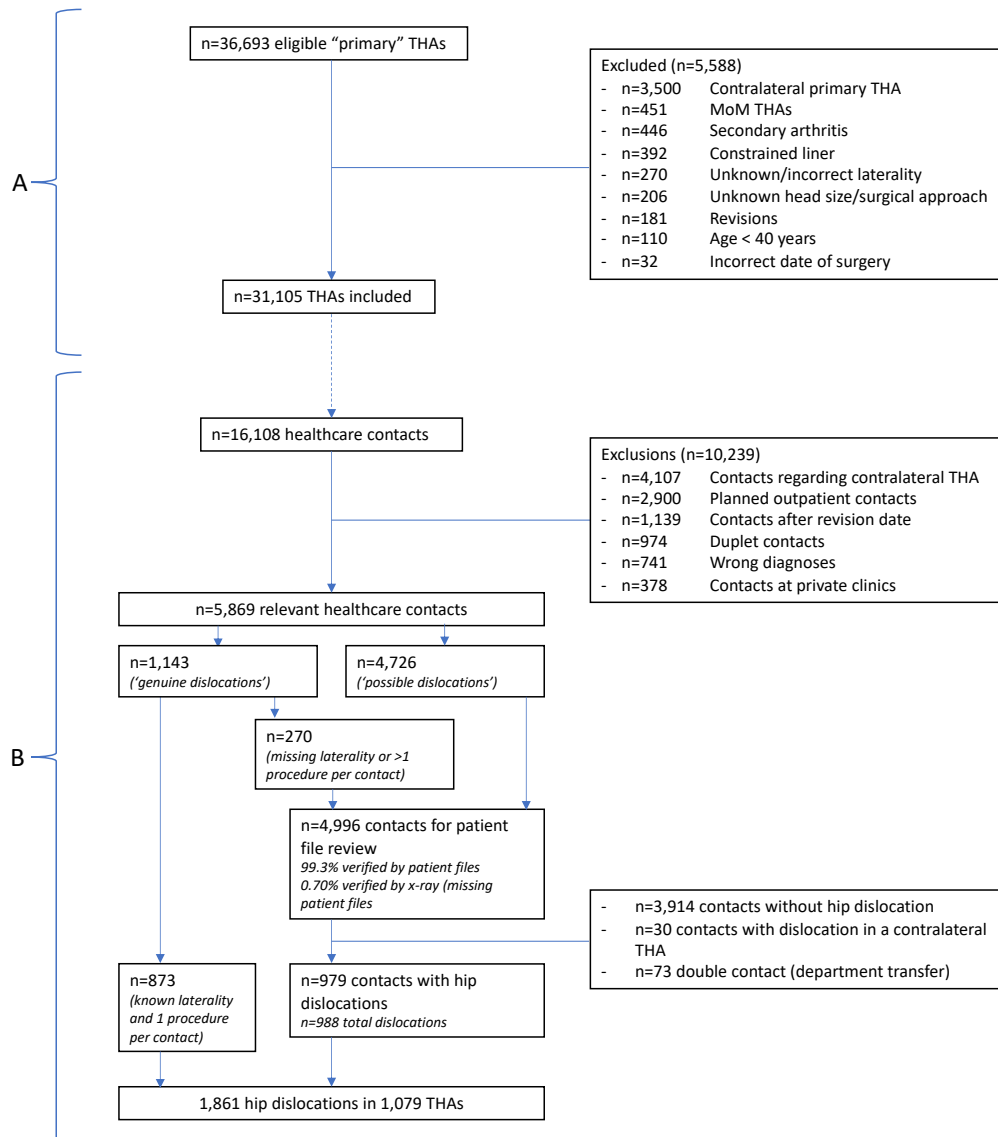 n=36,693 eligible “primary” THAs
Excluded (n=5,588)
- n=3,500 Contralateral primary THA
- n=451 MoM THAs
- n=446 Secondary arthritis
- n=392 Constrained liner
- n=270 Unknown/incorrect laterality
- n=206 Unknown head size/surgical approach
- n=181 Revisions
- n=110 Age < 40 years
- n=32 Incorrect date of surgery
A
n=31,105 THAs included
n=16,108 healthcare contacts
Exclusions (n=10,239)
- n=4,107 Contacts regarding contralateral THA
- n=2,900 Planned outpatient contacts
- n=1,139 Contacts after revision date
- n=974 Duplet contacts
- n=741 Wrong diagnoses
- n=378 Contacts at private clinics
n=5,869 relevant healthcare contacts
n=1,143
(‘genuine dislocations’)
n=4,726
(‘possible dislocations’)
B
n=270
(missing laterality or >1
procedure per contact)
n=4,996 contacts for patient
file review
99.3% verified by patient files
0.70% verified by x-ray (missing
patient files
- n=3,914 contacts without hip dislocation
- n=30 contacts with dislocation in a contralateral
THA
- n=73 double contact (department transfer)
n=873
(known laterality
and 1 procedure
per contact)
n=979 contacts with hip
dislocations
n=988 total dislocations
1,861 hip dislocations in 1,079 THAs